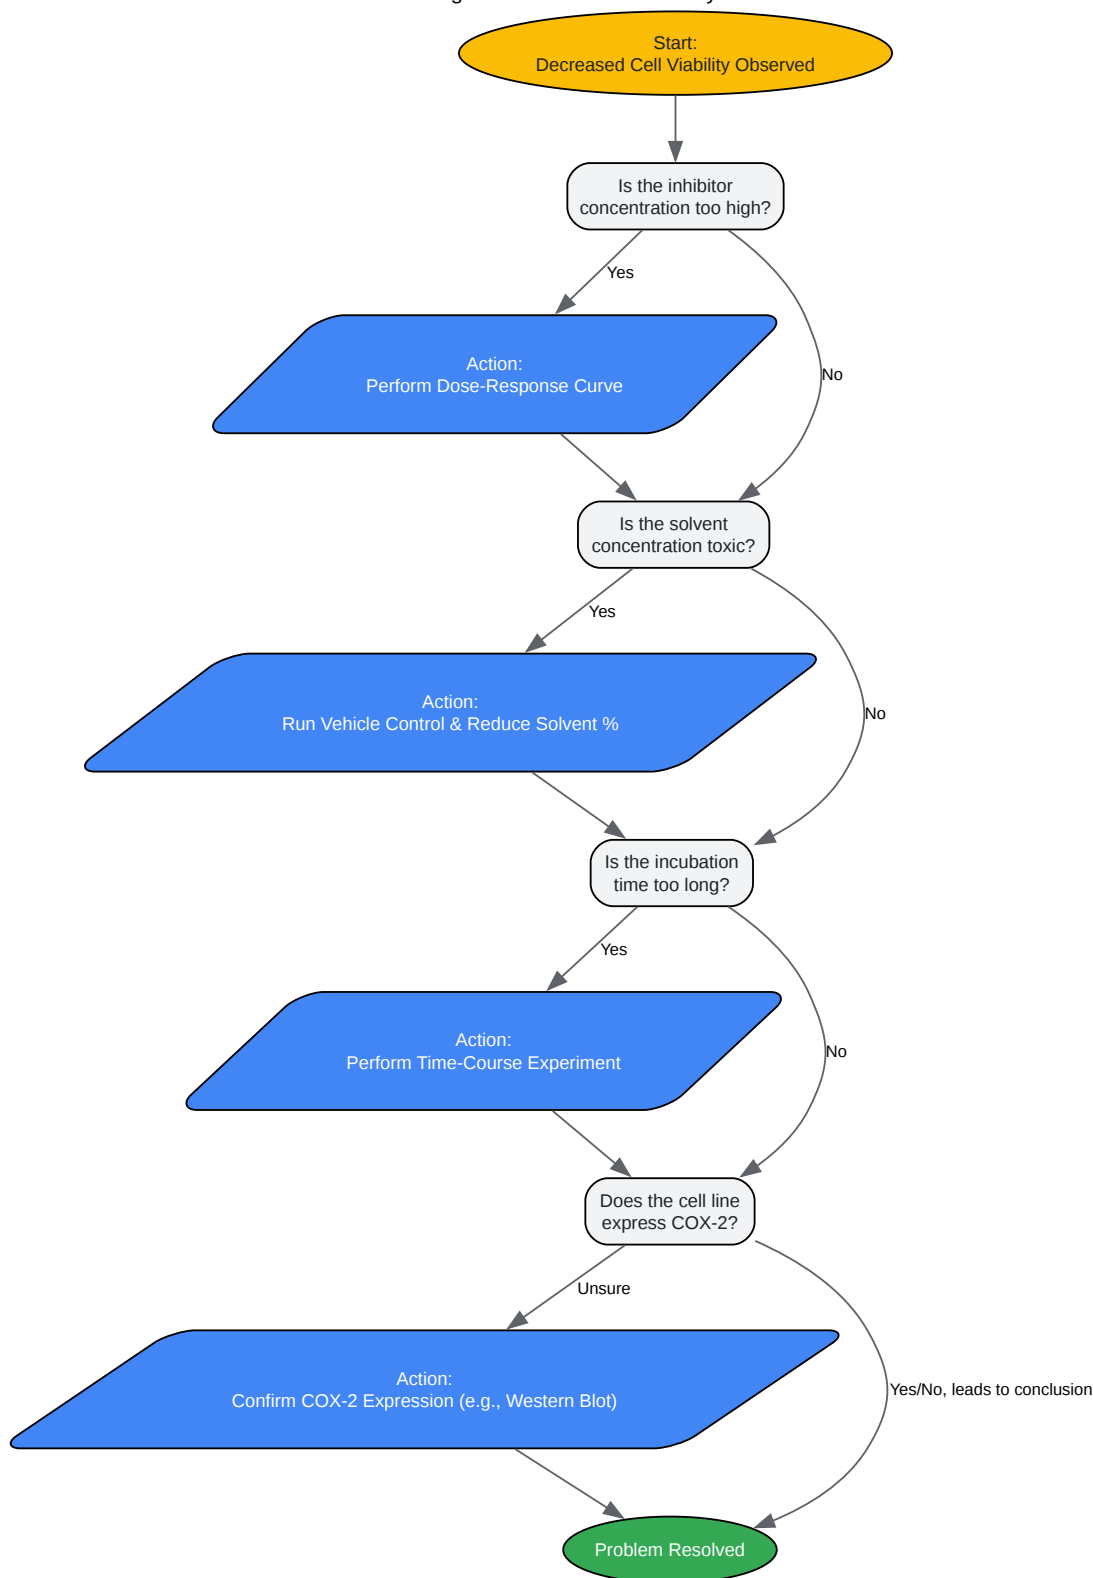 Start:
Decreased Cell Viability Observed
Is the inhibitor
concentration too high?
Yes
Action:
Perform Dose-Response Curve
No
Is the solvent
concentration toxic?
Yes
Action:
Run Vehicle Control & Reduce Solvent %
No
Is the incubation
time too long?
Yes
Action:
Perform Time-Course Experiment
No
Does the cell line
express COX-2?
Unsure
Action:
Confirm COX-2 Expression (e.g., Western Blot)
Yes/No, leads to conclusion
Problem Resolved